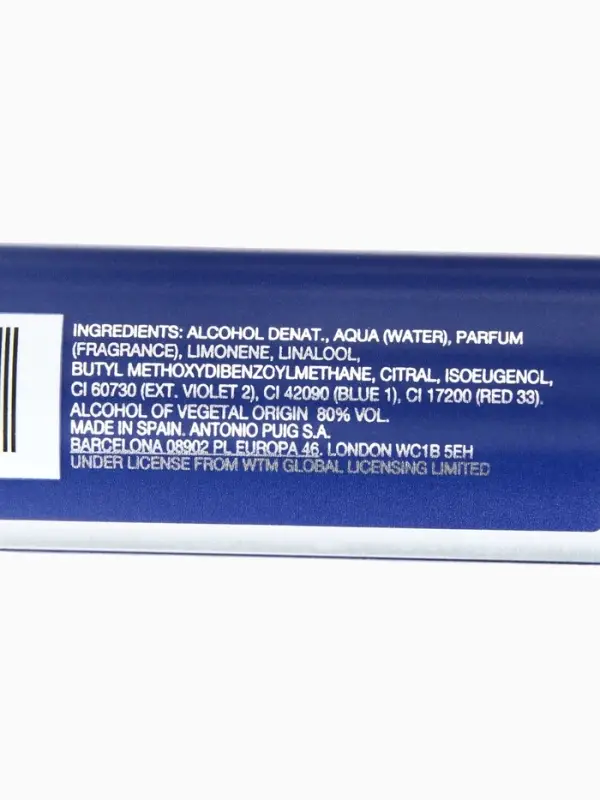 INGREDIENTS: ALCOHOL DENAT., AQUA (WATER), PARFUM
(FRAGRANCE), LIMONENE, LINALOOL,
BUTYL METHOXYDIBENZOYLMETHANE, CITRAL, ISOEUGENOL,
CI 60730 (EXT. VIOLET 2), CI 42090 (BLUE 1), CI 17200 (RED 33).
ALCOHOL OF VEGETAL ORIGIN 80% VOL.
MADE IN SPAIN. ANTONIO PUIG S.A.
BARCELONA 08902 PL EUROPA 46. LONDON WC1B 5EH
UNDER LICENSE FROM WTM GLOBAL LICENSING LIMITED